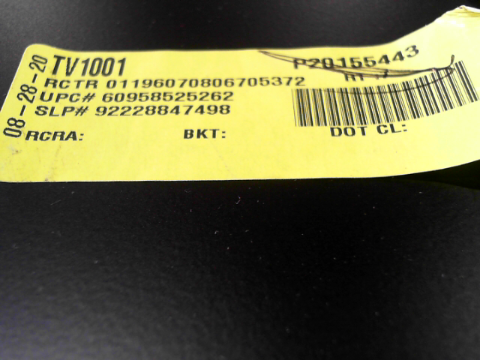 08-28-20
TV1001
P20155443
RCTR 01196070806705372
UPC# 60958525262
SLP# 92228847498
RCRA: BKT: DOT CL: